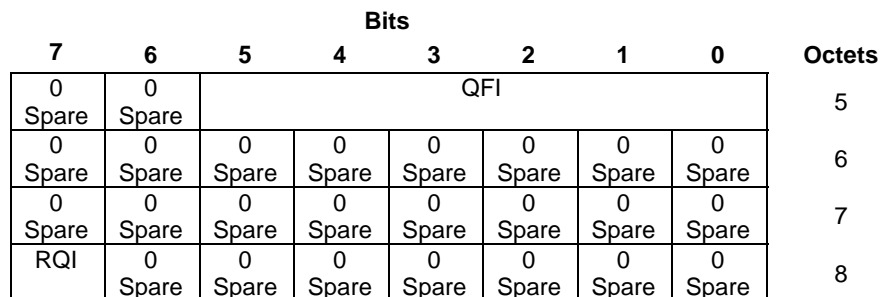 Bits
7 6 5 4 3 2 1 0 Octets
0 0 QFI
Spare Spare
5
0 0 0 0 0 0 0 0
Spare Spare Spare Spare Spare Spare Spare Spare
6
0 0 0 0 0 0 0 0
Spare Spare Spare Spare Spare Spare Spare Spare
7
RQI 0 0 0 0 0 0 0
Spare Spare Spare Spare Spare Spare Spare
8